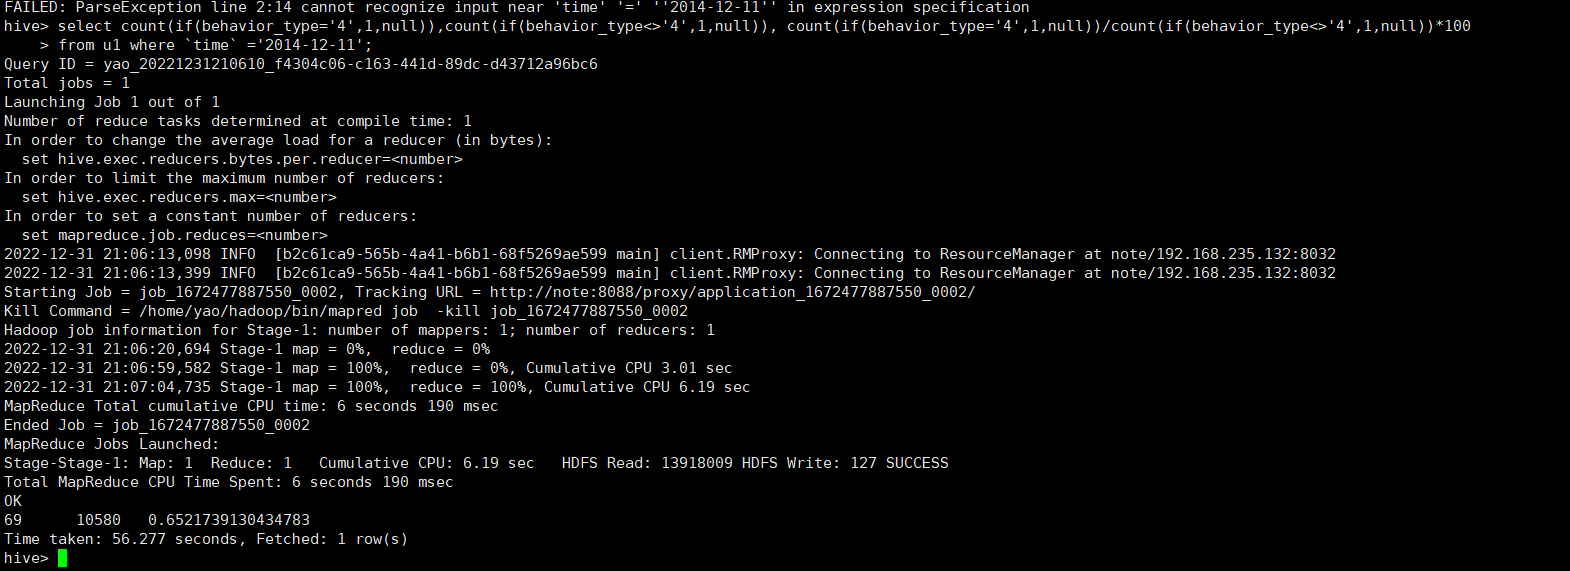 FAILED: ParseException line 2:14 cannot recognize input near 'time' '=' ''2014-12-11'' in expression specification
hive> select count(if(behavior_type='4',1,null)),count(if(behavior_type<>'4',1,null)), count(if(behavior_type='4',1,null))/count(if(behavior_type<>'4',1,null))*100
    > from u1 where `time` ='2014-12-11';
Query ID = yao_20221231210610_f4304c06-c163-441d-89dc-d43712a96bc6
Total jobs = 1
Launching Job 1 out of 1
Number of reduce tasks determined at compile time: 1
In order to change the average load for a reducer (in bytes):
  set hive.exec.reducers.bytes.per.reducer=<number>
In order to limit the maximum number of reducers:
  set hive.exec.reducers.max=<number>
In order to set a constant number of reducers:
  set mapreduce.job.reduces=<number>
2022-12-31 21:06:13,098 INFO  [b2c61ca9-565b-4a41-b6b1-68f5269ae599 main] client.RMProxy: Connecting to ResourceManager at note/192.168.235.132:8032
2022-12-31 21:06:13,399 INFO  [b2c61ca9-565b-4a41-b6b1-68f5269ae599 main] client.RMProxy: Connecting to ResourceManager at note/192.168.235.132:8032
Starting Job = job_1672477887550_0002, Tracking URL = http://note:8088/proxy/application_1672477887550_0002/
Kill Command = /home/yao/hadoop/bin/mapred job  -kill job_1672477887550_0002
Hadoop job information for Stage-1: number of mappers: 1; number of reducers: 1
2022-12-31 21:06:20,694 Stage-1 map = 0%,  reduce = 0%
2022-12-31 21:06:59,582 Stage-1 map = 100%,  reduce = 0%, Cumulative CPU 3.01 sec
2022-12-31 21:07:04,735 Stage-1 map = 100%,  reduce = 100%, Cumulative CPU 6.19 sec
MapReduce Total cumulative CPU time: 6 seconds 190 msec
Ended Job = job_1672477887550_0002
MapReduce Jobs Launched:
Stage-Stage-1: Map: 1  Reduce: 1   Cumulative CPU: 6.19 sec   HDFS Read: 13918009 HDFS Write: 127 SUCCESS
Total MapReduce CPU Time Spent: 6 seconds 190 msec
OK
69      10580   0.6521739130434783
Time taken: 56.277 seconds, Fetched: 1 row(s)
hive>